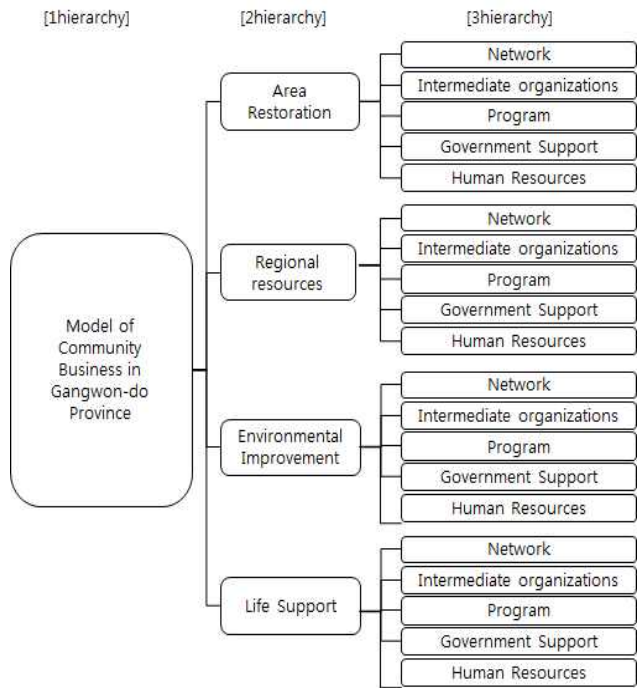 [1hierarchy] [2hierarchy] [3hierarchy]
Model of
Community
Business in
Gangwon-do
Province
Area
Restoration
Network
Intermediate organizations
Program
Government Support
Human Resources
Regional
resources
Network
Intermediate organizations
Program
Government Support
Human Resources
Environmental
Improvement
Network
Intermediate organizations
Program
Government Support
Human Resources
Life Support
Network
Intermediate organizations
Program
Government Support
Human Resources